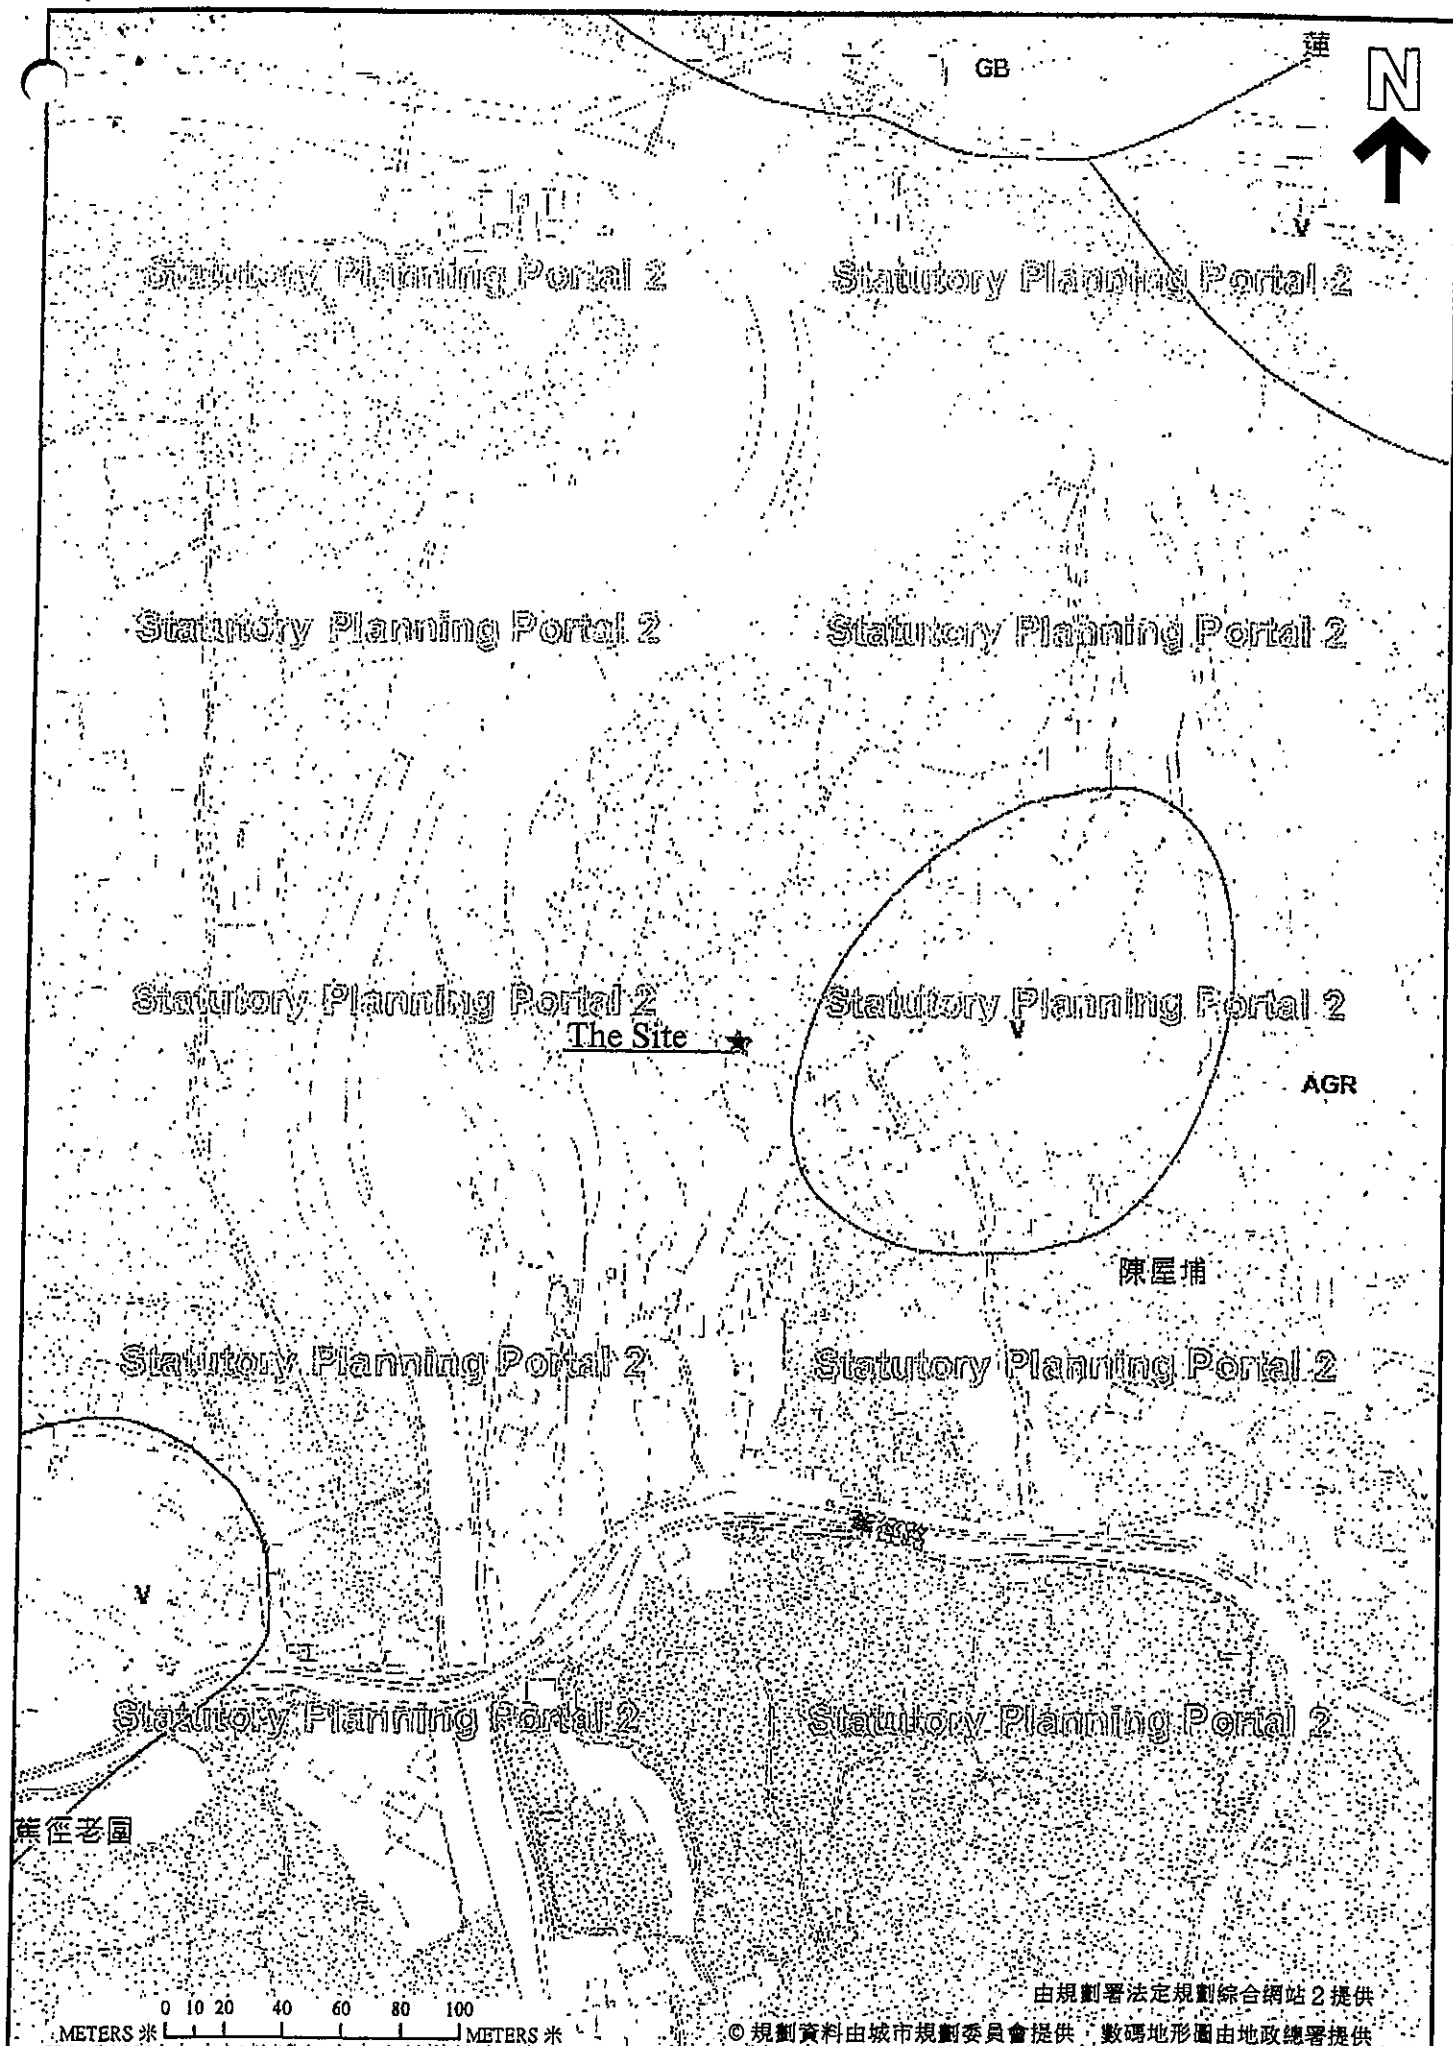 蓮
GB
N
V
Statutory Planning Portal 2 Statutory Planning Portal 2
Statutory Planning Portal 2 Statutory Planning Portal 2
Statutory Planning Portal 2 Statutory Planning Portal 2
The Site
V
AGR
陳屋埔
Statutory Planning Portal 2 Statutory Planning Portal 2
V
Statutory Planning Portal 2 Statutory Planning Portal 2
蕉徑老圍
由規劃署法定規劃綜合網站2提供
0 10 20 40 60 80 100
METERS 米 METERS 米
© 規劃資料由城市規劃委員會提供,數碼地形圖由地政總署提供